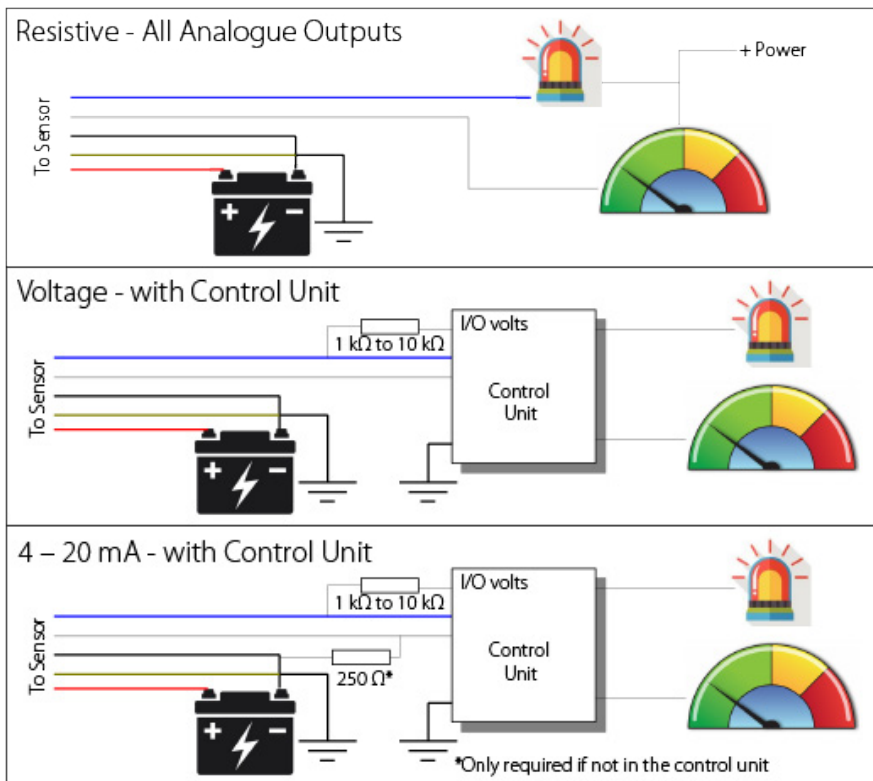 Resistive - All Analogue Outputs
+ Power
To Sensor
+ −
Voltage - with Control Unit
I/O volts
1 kΩ to 10 kΩ
Control
Unit
To Sensor
+ −
4 – 20 mA - with Control Unit
I/O volts
1 kΩ to 10 kΩ
Control
Unit
To Sensor
250 Ω*
+ −
*Only required if not in the control unit